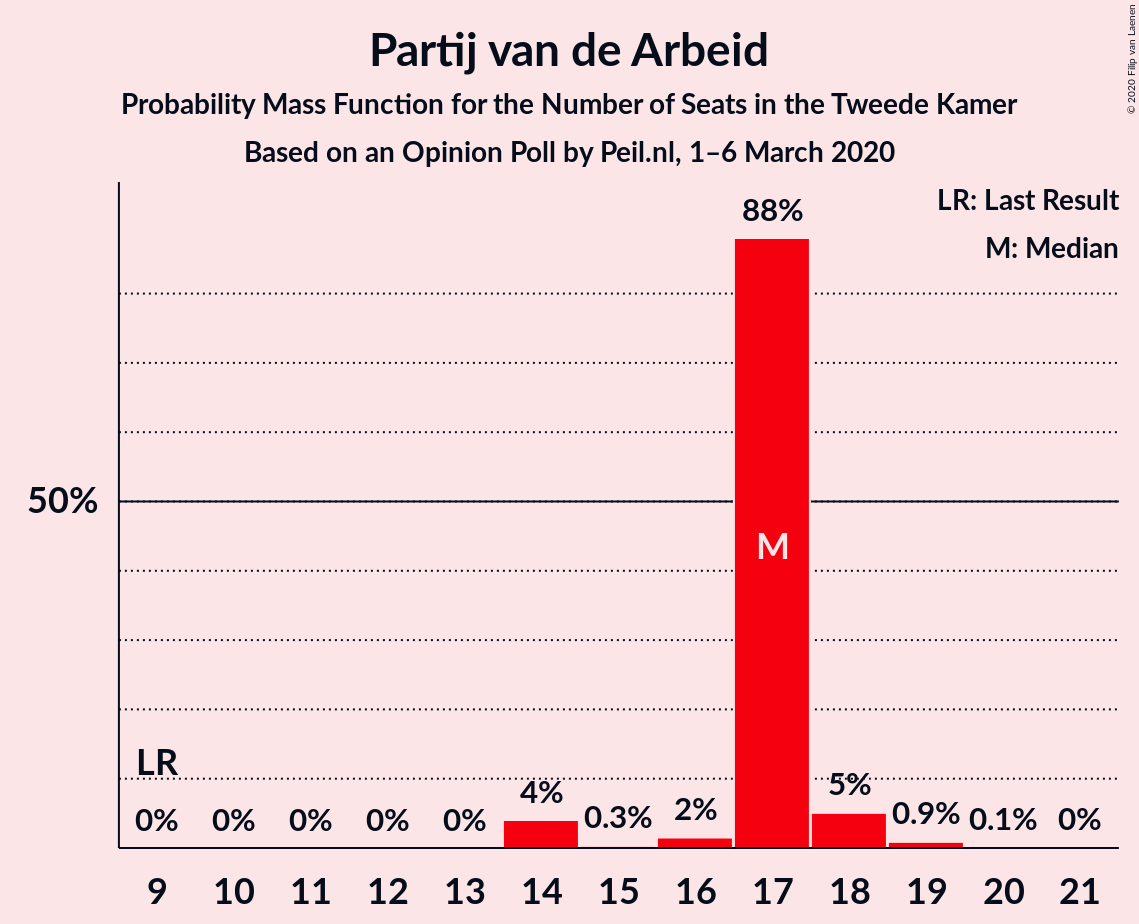 Partij van de Arbeid
Probability Mass Function for the Number of Seats in the Tweede Kamer
Based on an Opinion Poll by Peil.nl, 1–6 March 2020
© 2020 Filip van Laenen
LR: Last Result
M: Median
88%
50%
M
LR
0% 0% 0% 0% 0% 4% 0.3% 2% 5% 0.9% 0.1% 0%
9 10 11 12 13 14 15 16 17 18 19 20 21